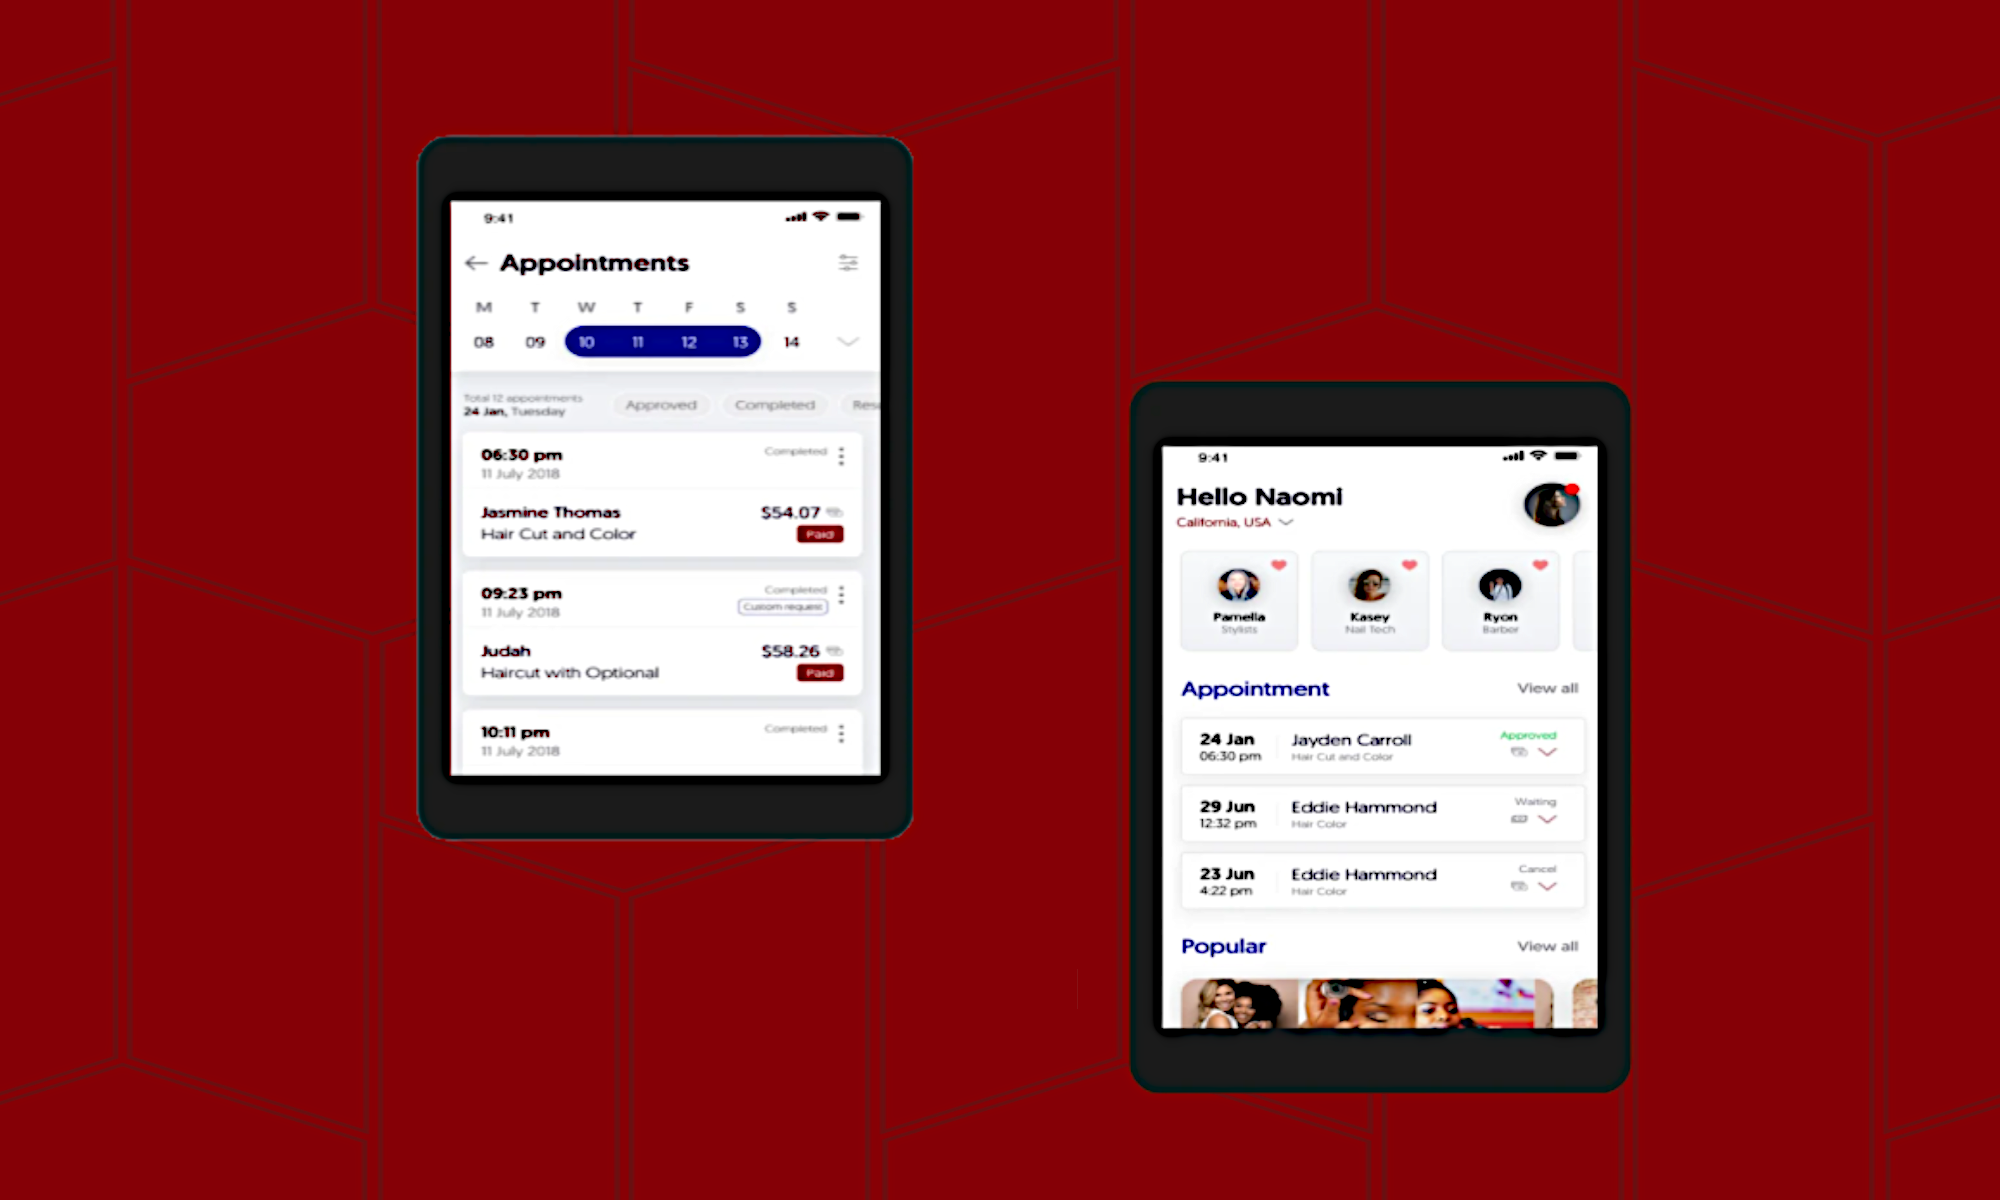 9:41
Appointments
M T W T F S S
08 09 10 11 12 13 14
Total 12 appointments
24 Jan, Tuesday
Approved Completed Res
06:30 pm Completed
11 July 2018
Jasmine Thomas $54.07
Hair Cut and Color Paid
09:23 pm Completed
11 July 2018 Custom request
Judah $58.26
Haircut with Optional Paid
10:11 pm Completed
11 July 2018
9:41
Hello Naomi
California, USA
Pamella Kasey Ryon
Stylists Nail Tech Barber
Appointment View all
24 Jan Jayden Carroll Approved
06:30 pm Hair Cut and Color
29 Jun Eddie Hammond Waiting
12:32 pm Hair Color
23 Jun Eddie Hammond Cancel
4:22 pm Hair Color
Popular View all